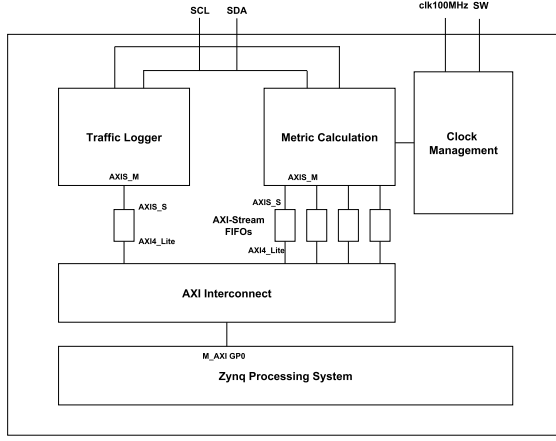 SCL SDA clk100MHz SW
Traffic Logger
Metric Calculation
Clock
Management
AXIS_M
AXIS_M
AXIS_S
AXIS_S
AXI-Stream
FIFOs
AXI4_Lite
AXI4_Lite
AXI Interconnect
M_AXI GP0
Zynq Processing System